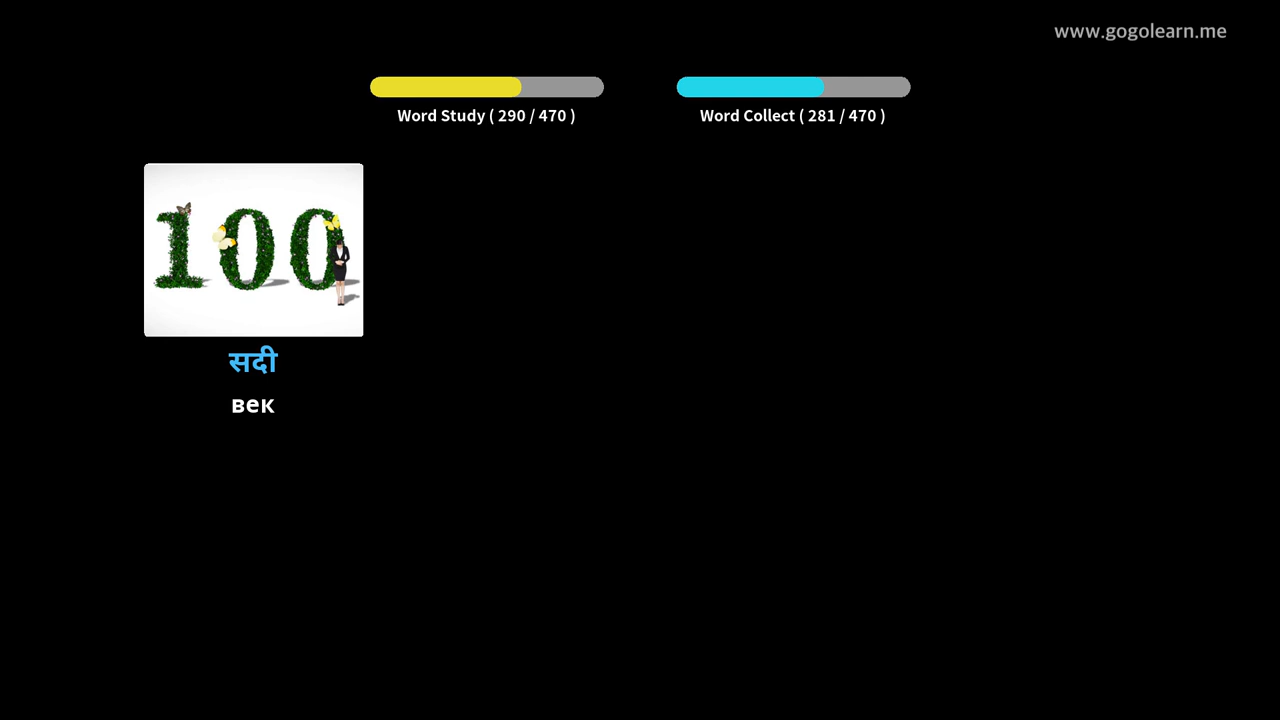 www.gogolearn.me
Word Study ( 290 / 470 )
Word Collect ( 281 / 470 )
100
सदी
век